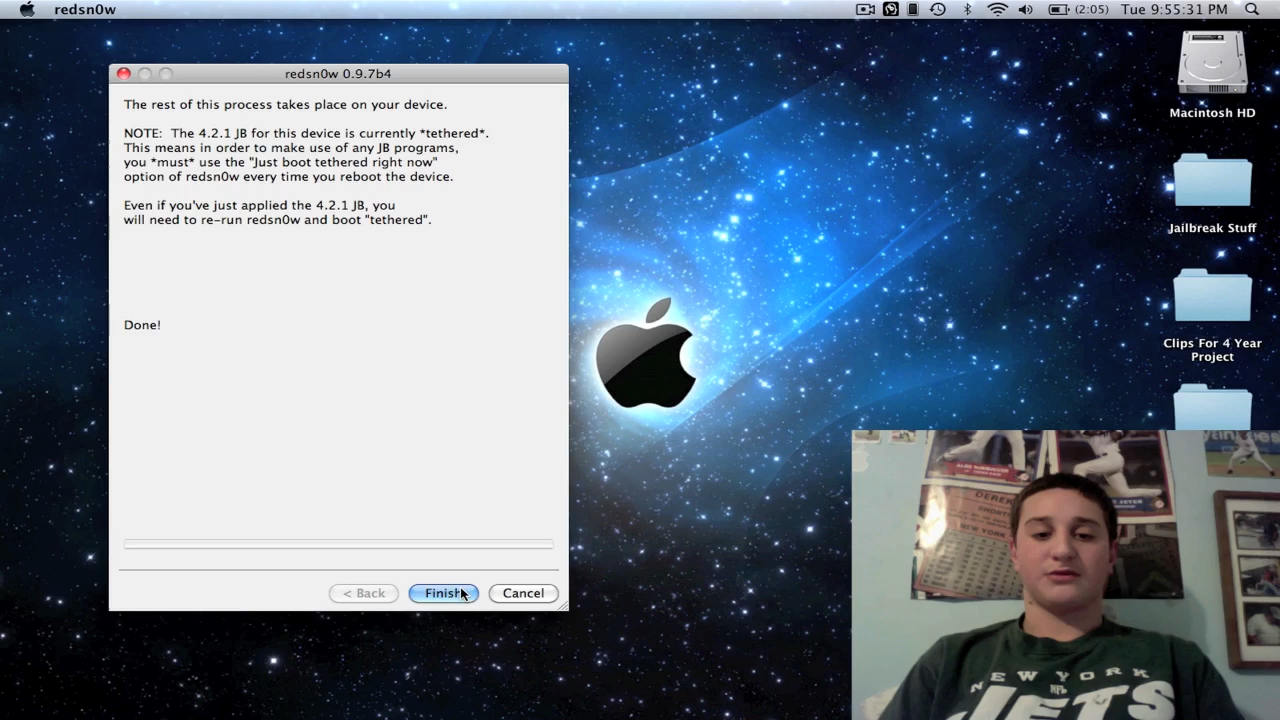 redsn0w
(2:05) Tue 9:55:31 PM
redsn0w 0.9.7b4
The rest of this process takes place on your device.
NOTE: The 4.2.1 JB for this device is currently *tethered*.
This means in order to make use of any JB programs,
you *must* use the "Just boot tethered right now"
option of redsn0w every time you reboot the device.
Even if you've just applied the 4.2.1 JB, you
will need to re-run redsn0w and boot "tethered".
Done!
< Back
Finish
Cancel
Macintosh HD
Jailbreak Stuff
Clips For 4 Year
Project
DEREK
NEW YORK
JETER
NEW YORK
NFL
JETS